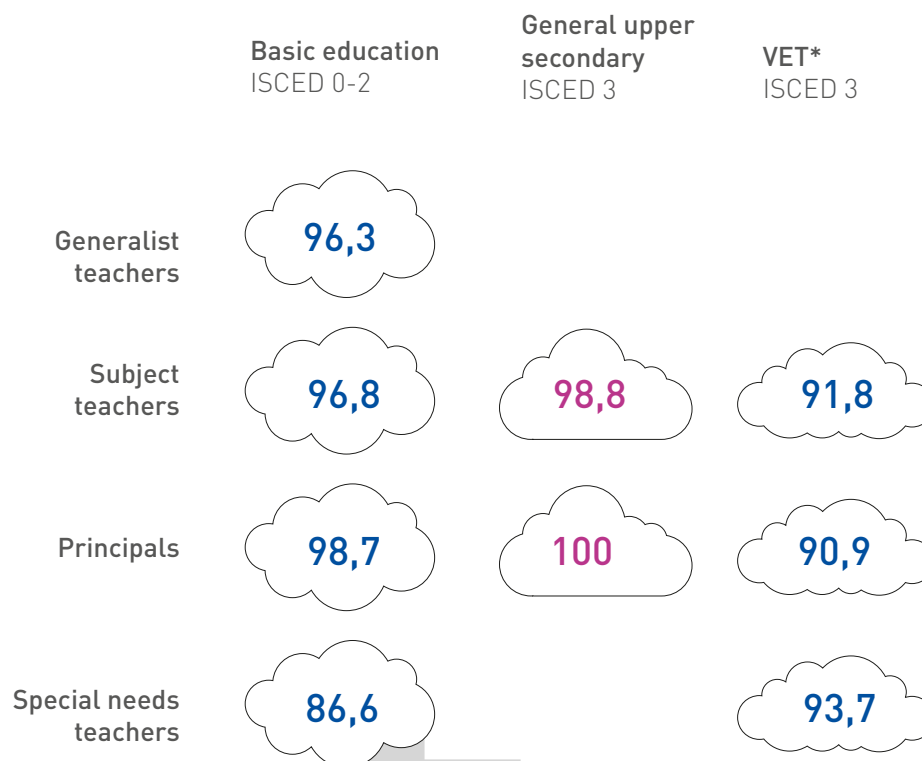 Basic education
ISCED 0-2
General upper
secondary
ISCED 3
VET*
ISCED 3
Generalist
teachers
96,3
Subject
teachers
96,8
98,8
91,8
Principals
98,7
100
90,9
Special needs
teachers
86,6
93,7